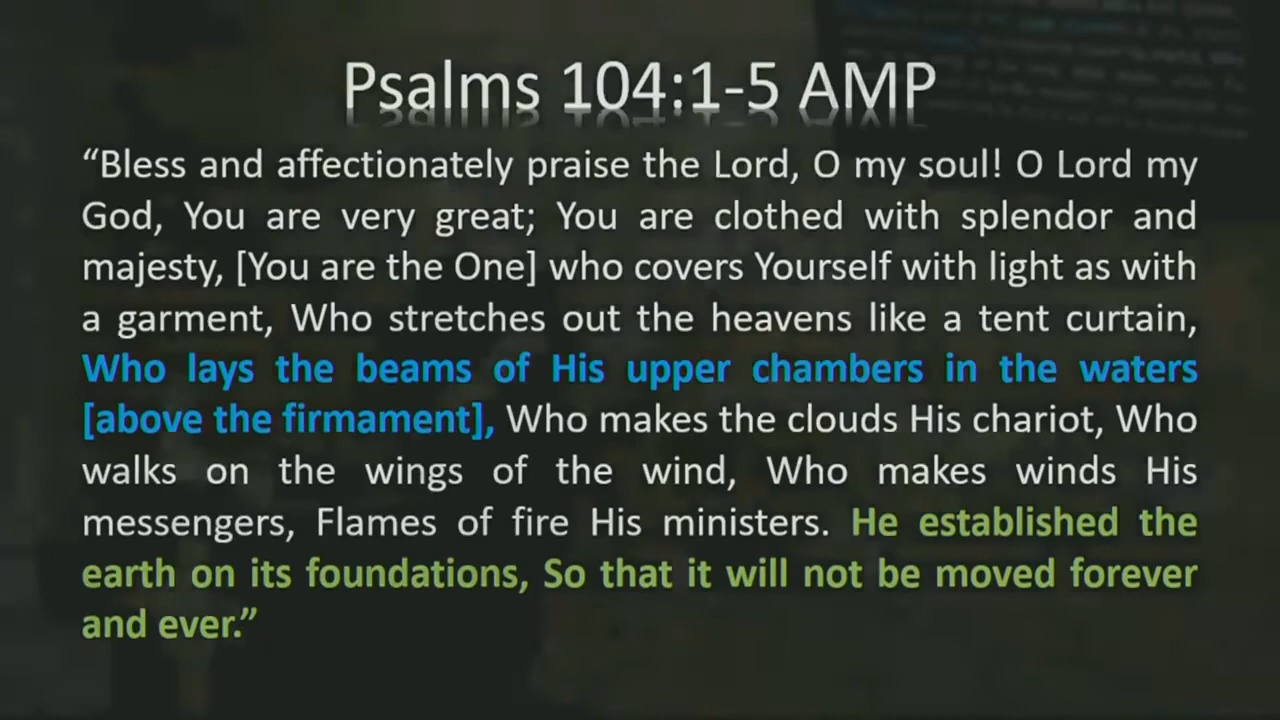 Psalms 104:1-5 AMP
“Bless and affectionately praise the Lord, O my soul! O Lord my
God, You are very great; You are clothed with splendor and
majesty, [You are the One] who covers Yourself with light as with
a garment, Who stretches out the heavens like a tent curtain,
Who lays the beams of His upper chambers in the waters
[above the firmament], Who makes the clouds His chariot, Who
walks on the wings of the wind, Who makes winds His
messengers, Flames of fire His ministers. He established the
earth on its foundations, So that it will not be moved forever
and ever.”